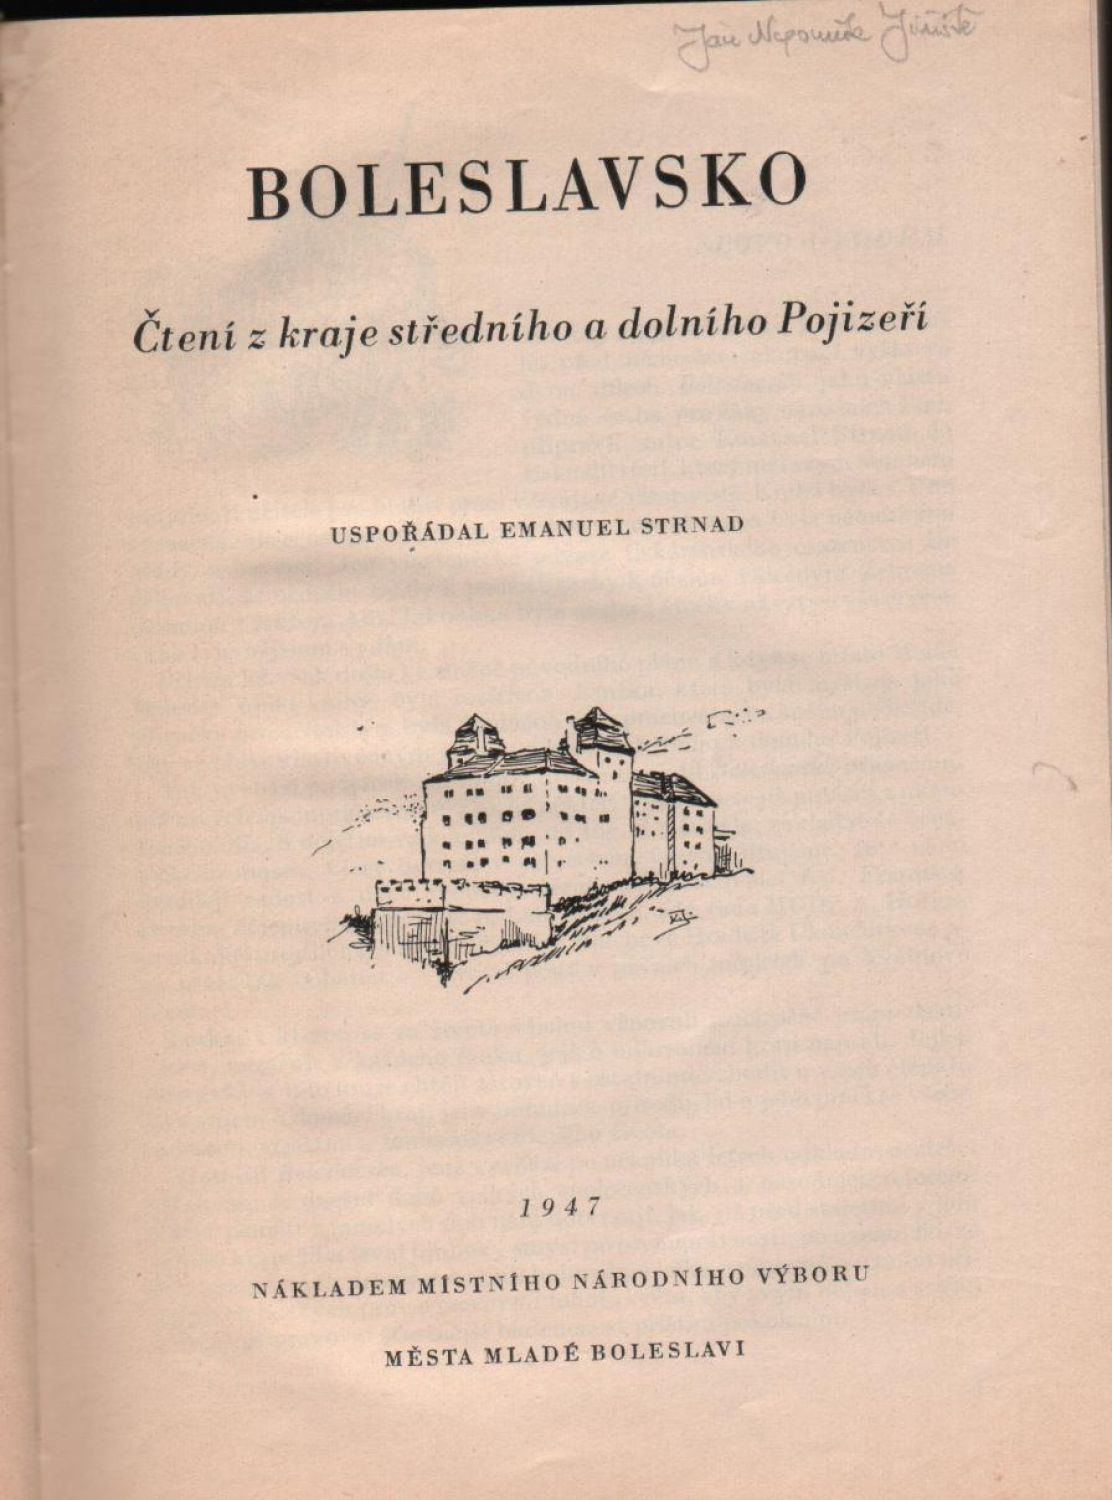 Jan Nepomuk
BOLESLAVSKO
Čtení z kraje středního a dolního Pojizeří
USPOŘÁDAL EMANUEL STRNAD
1947
NÁKLADEM MÍSTNÍHO NÁRODNÍHO VÝBORU
MĚSTA MLADÉ BOLESLAVI